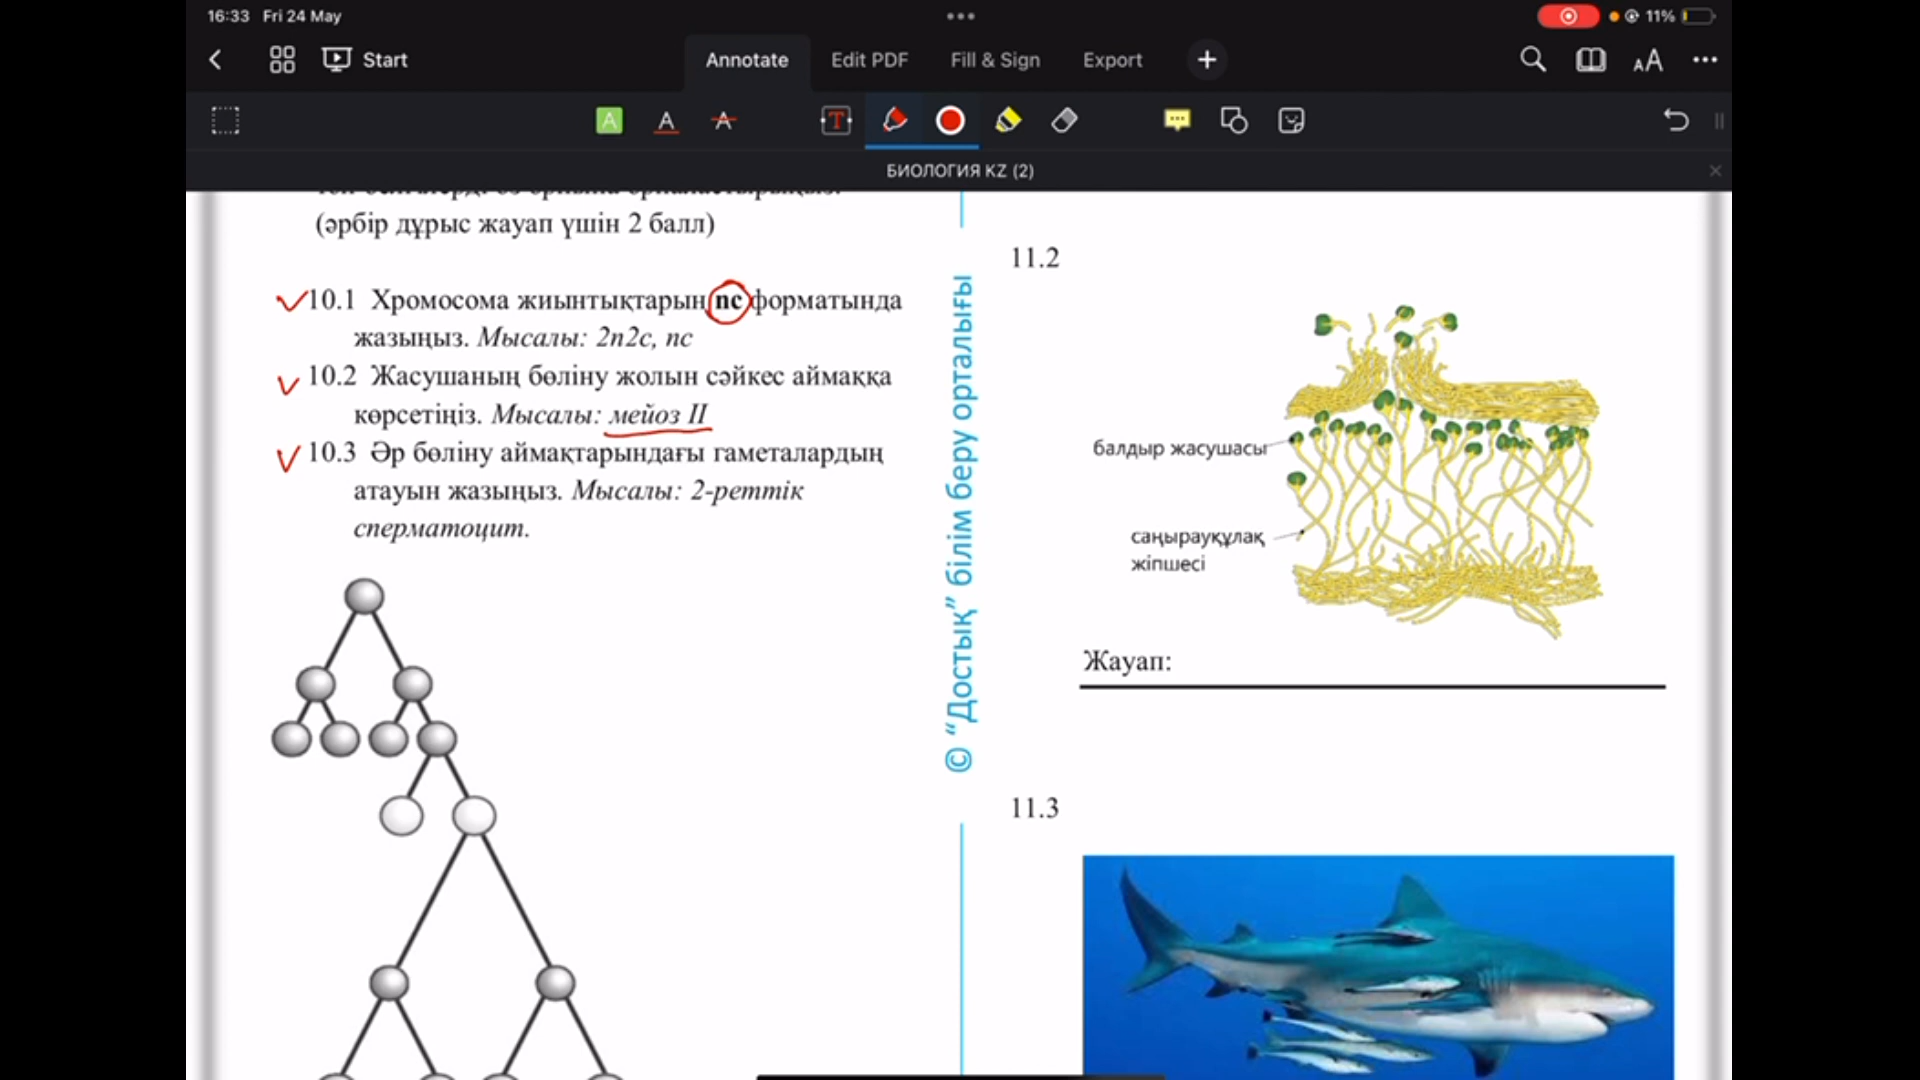 16:33 Fri 24 May
11%
Start
Annotate
Edit PDF
Fill & Sign
Export
БИОЛОГИЯ KZ (2)
(әрбір дұрыс жауап үшін 2 балл)
10.1 Хромосома жиынтықтарын nc форматында
жазыңыз. Мысалы: 2n2c, nc
10.2 Жасушаның бөліну жолын сәйкес аймаққа
көрсетіңіз. Мысалы: мейоз II
10.3 Әр бөліну аймақтарындағы гаметалардың
атауын жазыңыз. Мысалы: 2-реттік
сперматоцит.
© “Достық” білім беру орталығы
11.2
балдыр жасушасы
саңырауқұлақ
жіпшесі
Жауап:
11.3